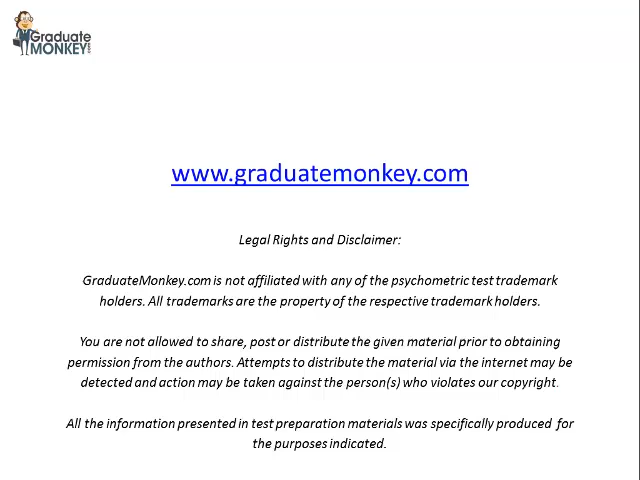 Graduate
MONKEY.com
www.graduatemonkey.com
Legal Rights and Disclaimer:
GraduateMonkey.com is not affiliated with any of the psychometric test trademark
holders. All trademarks are the property of the respective trademark holders.
You are not allowed to share, post or distribute the given material prior to obtaining
permission from the authors. Attempts to distribute the material via the internet may be
detected and action may be taken against the person(s) who violates our copyright.
All the information presented in test preparation materials was specifically produced for
the purposes indicated.